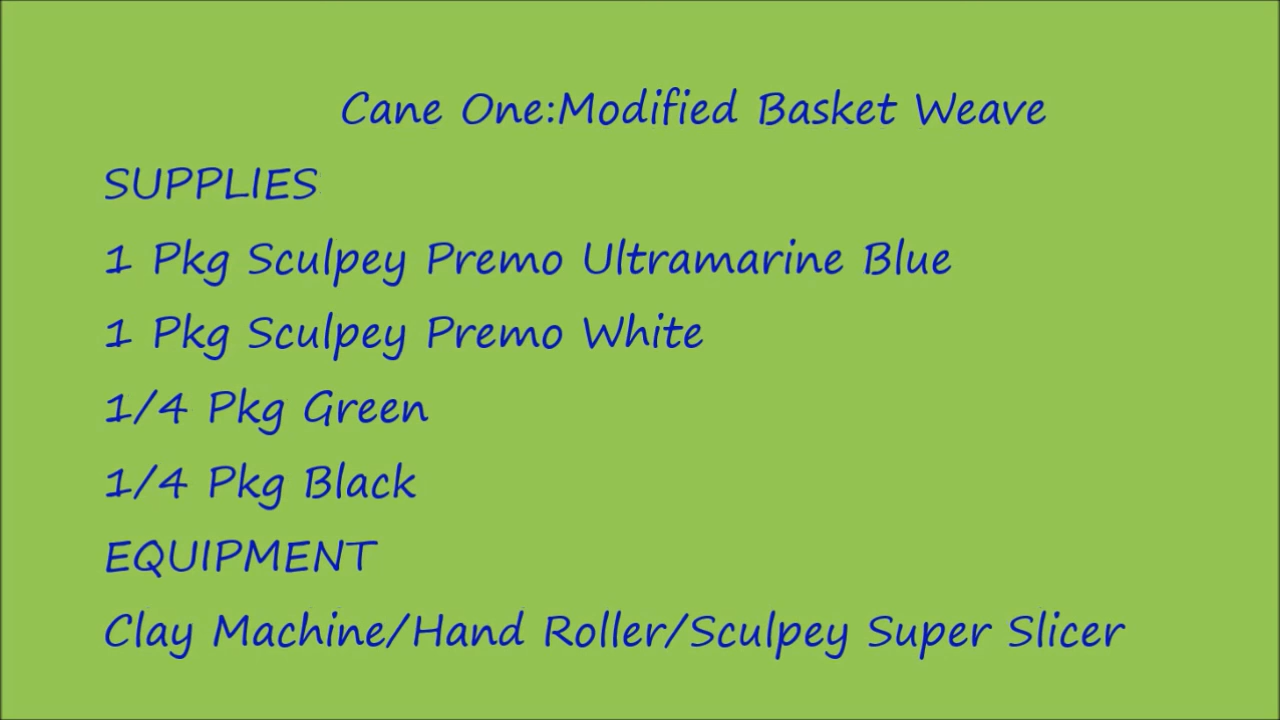 Cane One:Modified Basket Weave
SUPPLIES
1 Pkg Sculpey Premo Ultramarine Blue
1 Pkg Sculpey Premo White
1/4 Pkg Green
1/4 Pkg Black
EQUIPMENT
Clay Machine/Hand Roller/Sculpey Super Slicer